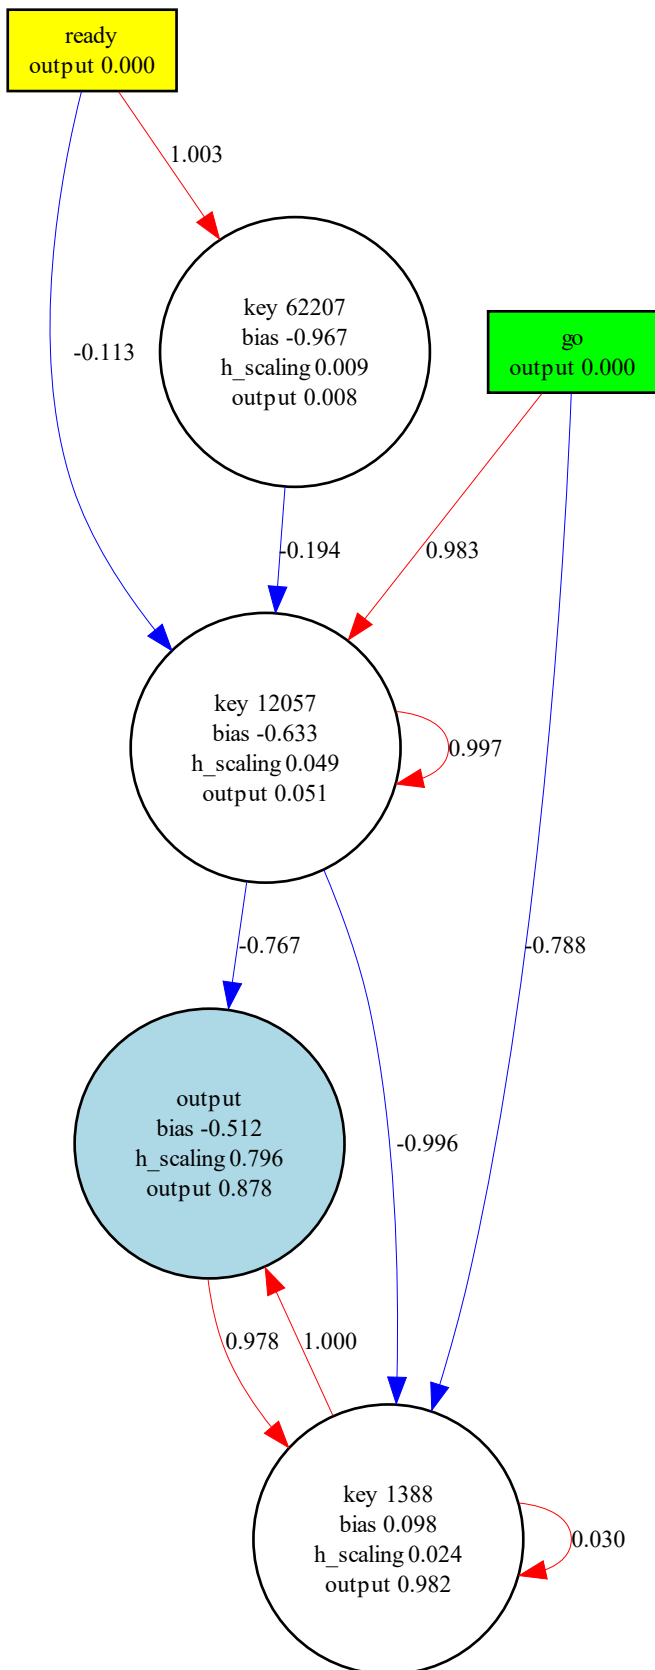 ready
output 0.000
1.003
key 62207
bias -0.967
h_scaling 0.009
output 0.008
go
output 0.000
-0.113
-0.194
0.983
key 12057
bias -0.633
h_scaling 0.049
output 0.051
0.997
-0.767
-0.788
output
bias -0.512
h_scaling 0.796
output 0.878
-0.996
0.978
1.000
key 1388
bias 0.098
h_scaling 0.024
output 0.982
0.030